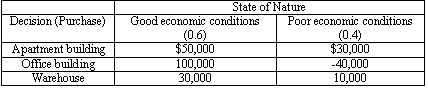 State of Nature
Decision (Purchase) Good economic conditions Poor economic conditions
(0.6) (0.4)
Apartment building $50,000 $30,000
Office building 100,000 -40,000
Warehouse 30,000 10,000